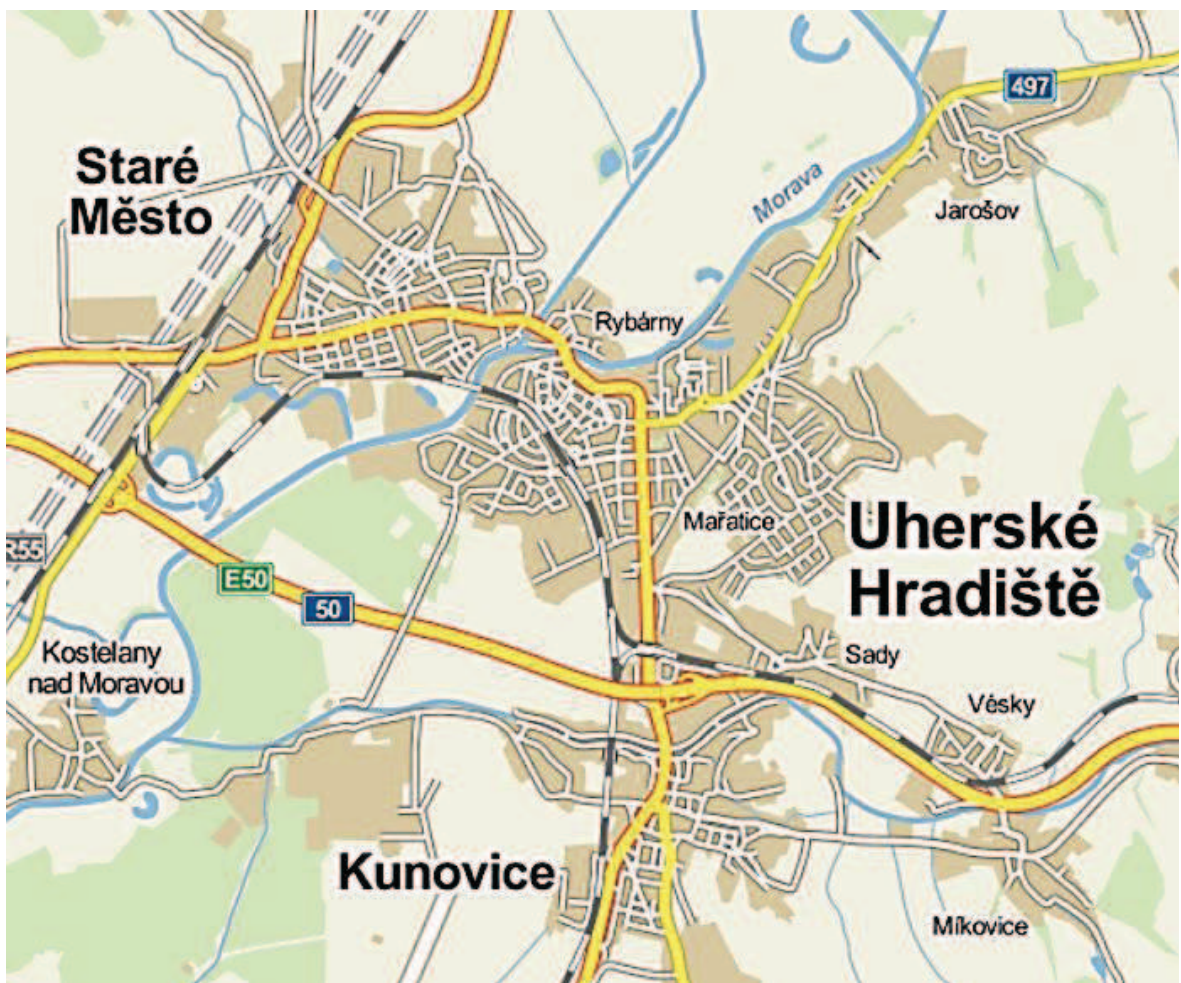 497
Staré
Město
Morava
Jarošov
Rybárny
Mařatice
Uherské
Hradiště
R55
E50
50
Kostelany
nad Moravou
Sady
Vésky
Kunovice
Míkovice